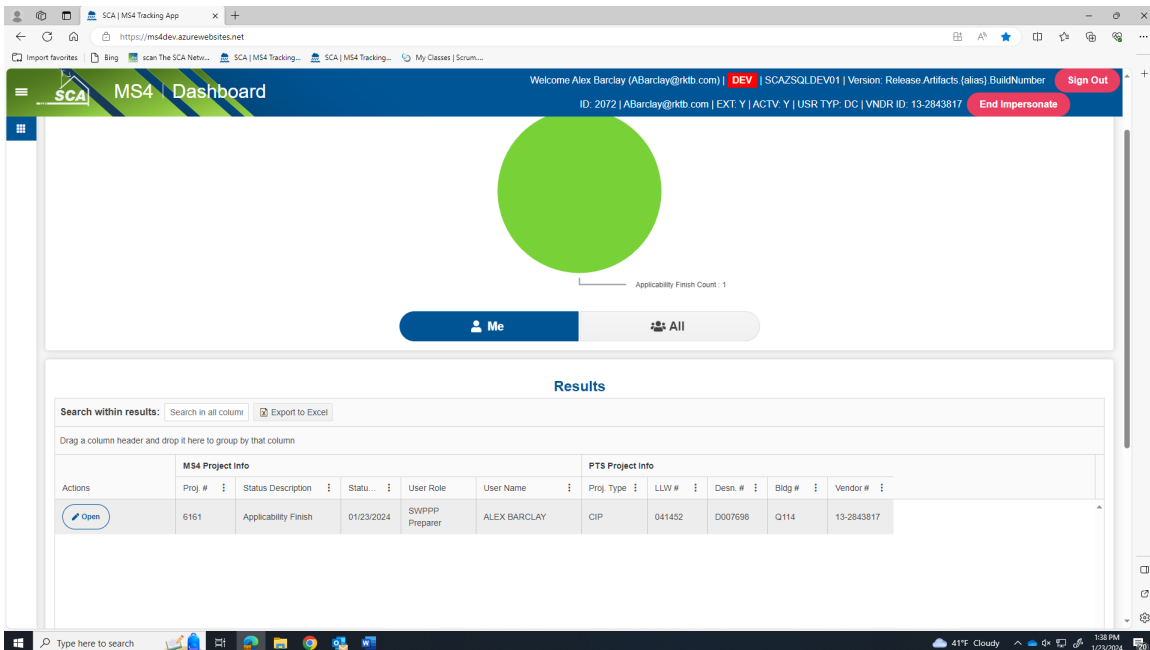 SCA | MS4 Tracking App
https://ms4dev.azurewebsites.net
Import favorites
Bing
scan The SCA Netw...
SCA | MS4 Tracking...
SCA | MS4 Tracking...
My Classes | Scrum....
SCA
MS4 | Dashboard
Welcome Alex Barclay (ABarclay@rktb.com) | DEV | SCAZSQLDEV01 | Version: Release.Artifacts.{alias}.BuildNumber
Sign Out
ID: 2072 | ABarclay@rktb.com | EXT: Y | ACTV: Y | USR TYP: DC | VNDR ID: 13-2843817
End Impersonate
Applicability Finish Count : 1
Me
All
Results
Search within results:
Search in all colum
Export to Excel
Drag a column header and drop it here to group by that column
MS4 Project Info
PTS Project Info
Actions
Proj. #
Status Description
Statu...
User Role
User Name
Proj. Type
LLW #
Desn. #
Bldg #
Vendor #
Open
6161
Applicability Finish
01/23/2024
SWPPP
Preparer
ALEX BARCLAY
CIP
041452
D007698
Q114
13-2843817
Type here to search
41°F Cloudy
1:38 PM
1/23/2024
20